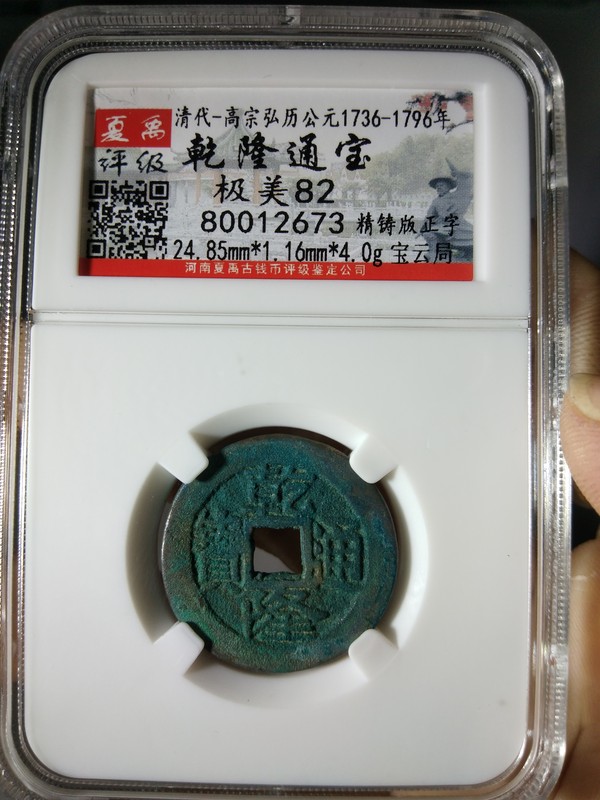 夏禹
评级
清代-高宗弘历公元1736-1796年
乾隆通宝
极美82
80012673 精铸版正字
24.85mm*1.16mm*4.0g 宝云局
河南夏禹古钱币评级鉴定公司
乾隆通寶